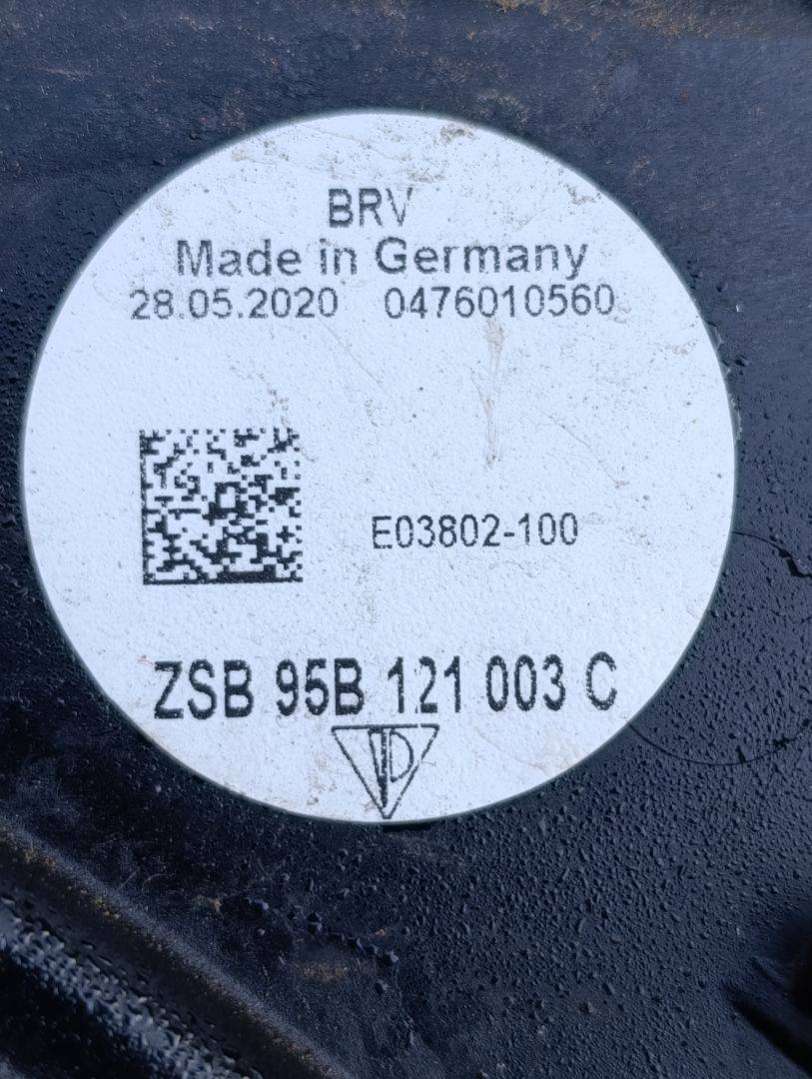 BRV
Made in Germany
28.05.2020 0476010560
E03802-100
ZSB 95B 121 003 C